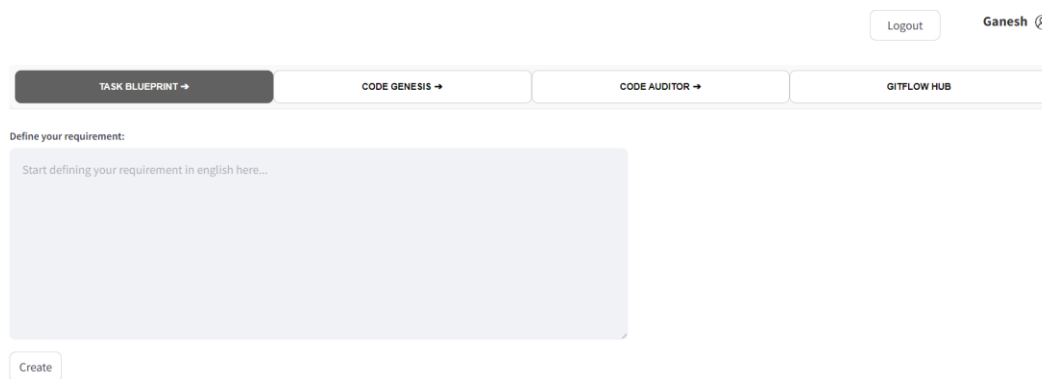 Logout Ganesh
TASK BLUEPRINT ➔ CODE GENESIS ➔ CODE AUDITOR ➔ GITFLOW HUB
Define your requirement:
Start defining your requirement in english here...
Create